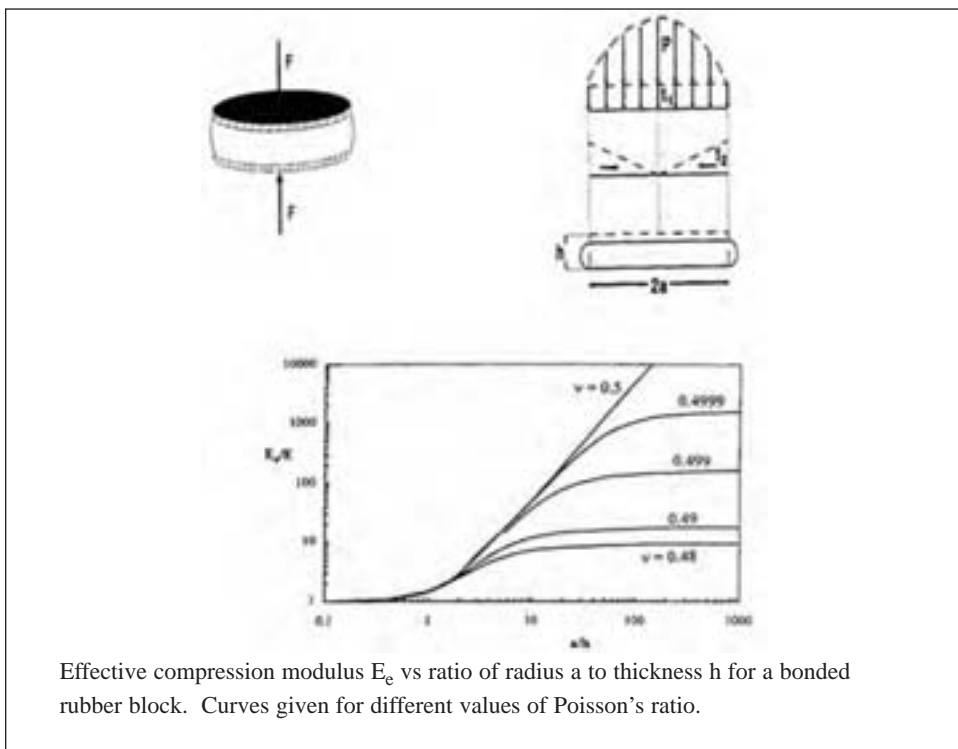 F
F
P
t₁
t₂
h
2a
10000
1000
100
10
1
Eₑ/E
ν = 0.5
0.4999
0.499
0.49
ν = 0.48
0.1
1
10
100
1000
a/h
Effective compression modulus Eₑ vs ratio of radius a to thickness h for a bonded
rubber block. Curves given for different values of Poisson’s ratio.